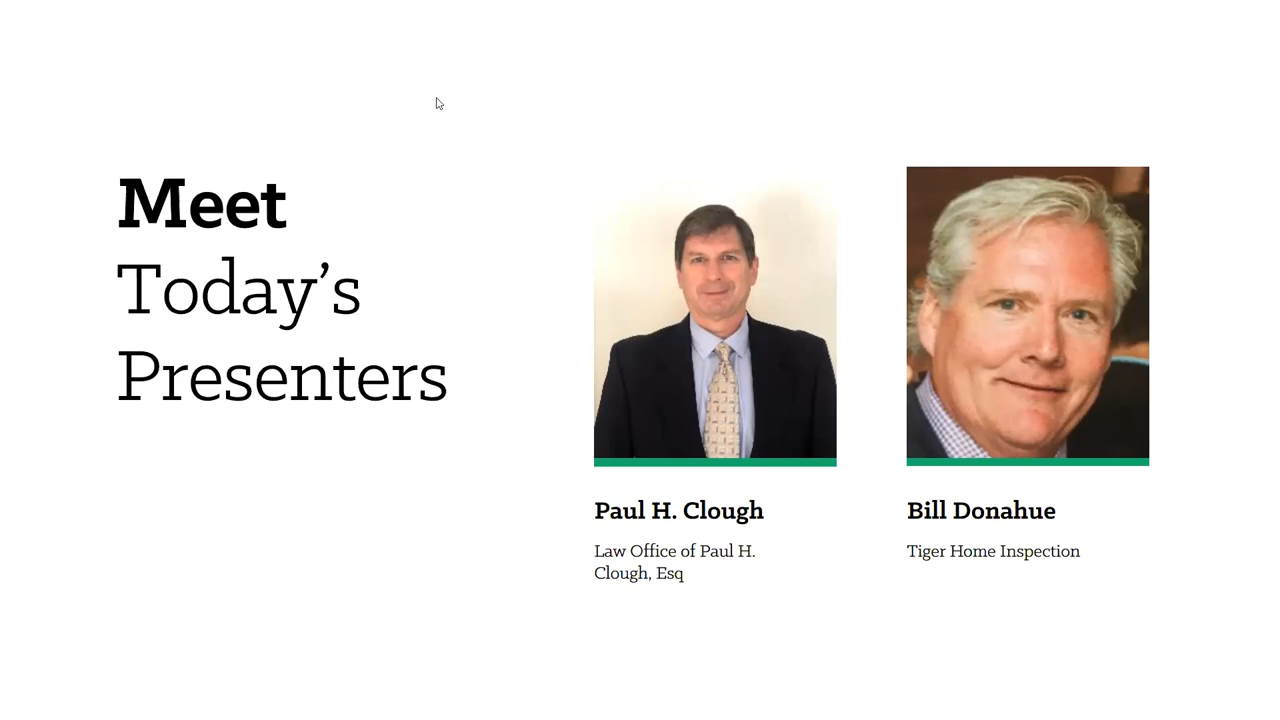 Meet
Today’s
Presenters
Paul H. Clough
Law Office of Paul H.
Clough, Esq
Bill Donahue
Tiger Home Inspection